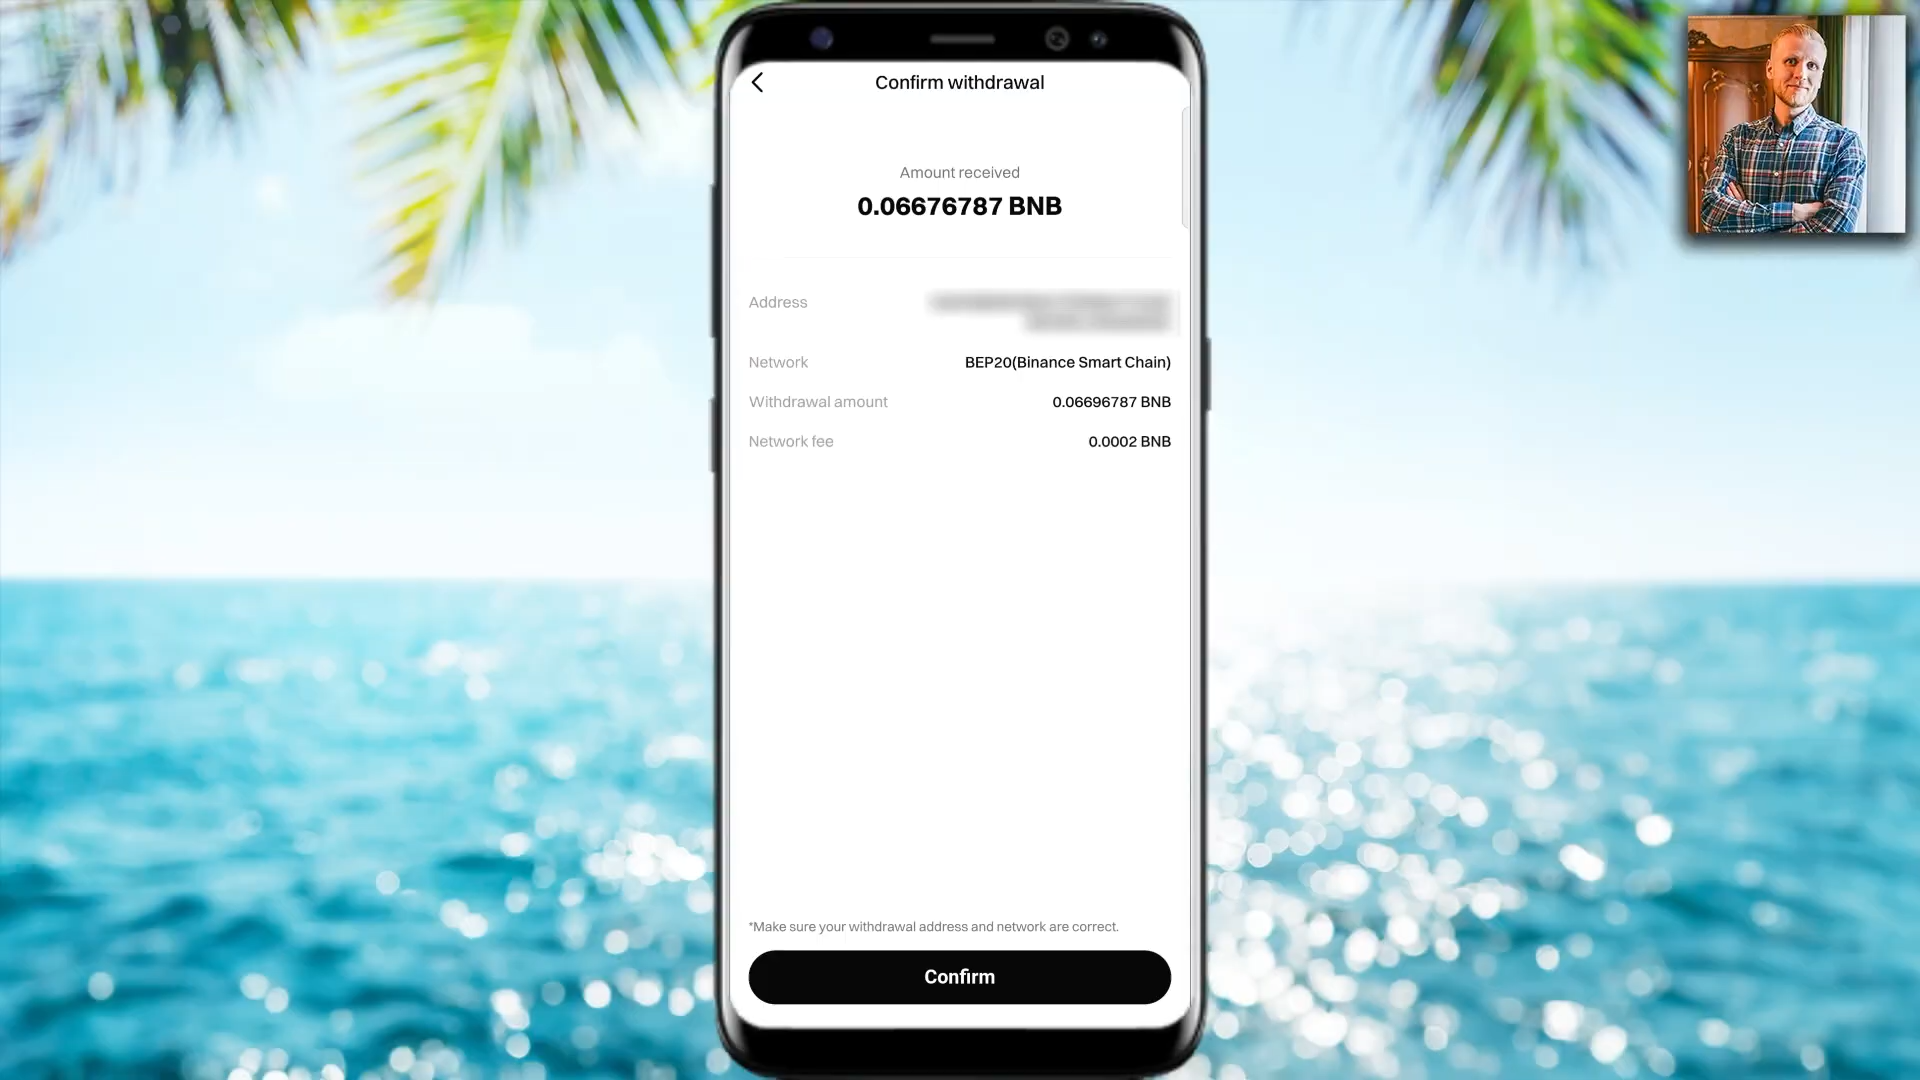 Confirm withdrawal
Amount received
0.06676787 BNB
Address
Network BEP20(Binance Smart Chain)
Withdrawal amount 0.06696787 BNB
Network fee 0.0002 BNB
*Make sure your withdrawal address and network are correct.
Confirm